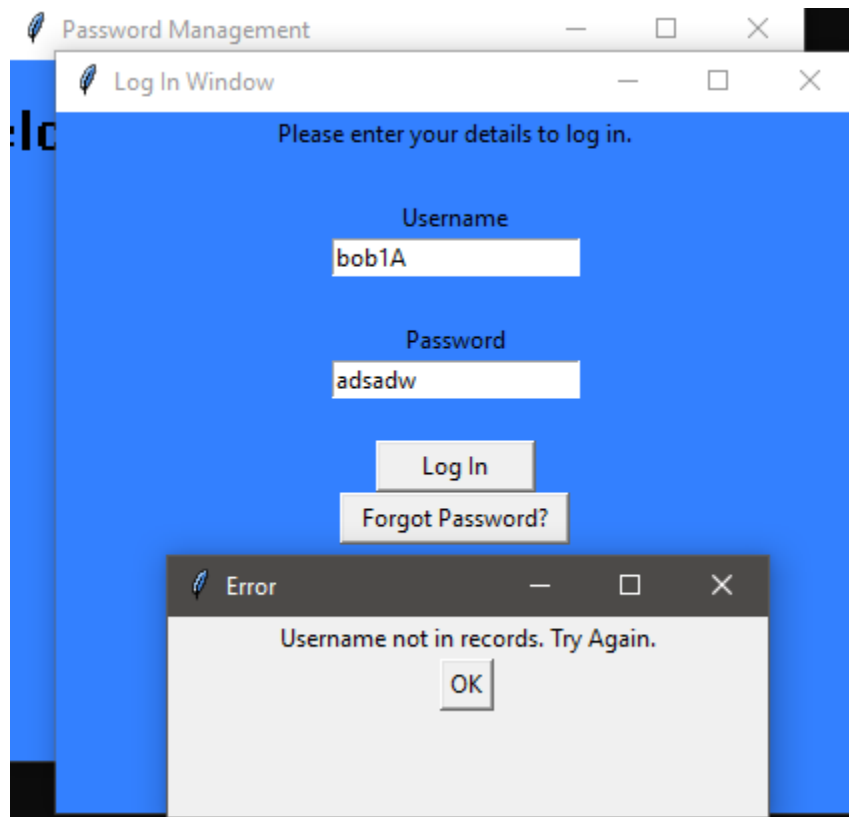 Password Management
Log In Window
Please enter your details to log in.
Username
bob1A
Password
adsadw
Log In
Forgot Password?
Error
Username not in records. Try Again.
OK